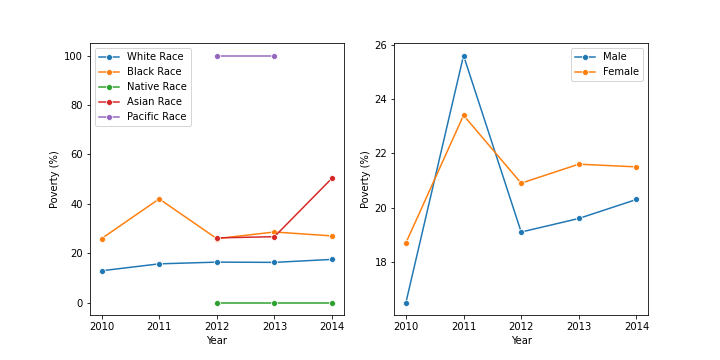 100
80
60
40
20
0
Poverty (%)
2010 2011 2012 2013 2014
Year
White Race
Black Race
Native Race
Asian Race
Pacific Race
26
24
22
20
18
Poverty (%)
2010 2011 2012 2013 2014
Year
Male
Female